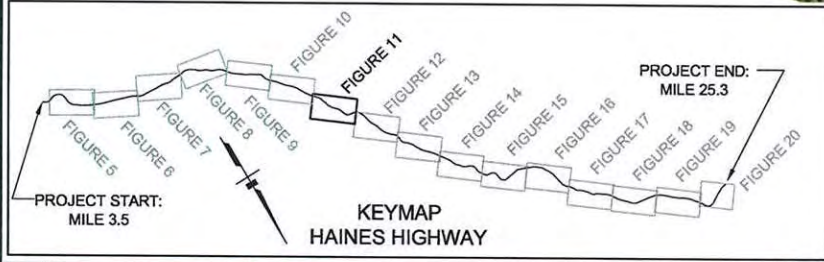 FIGURE 5
FIGURE 6
FIGURE 7
FIGURE 8
FIGURE 9
FIGURE 10
FIGURE 11
FIGURE 12
FIGURE 13
FIGURE 14
FIGURE 15
FIGURE 16
FIGURE 17
FIGURE 18
FIGURE 19
FIGURE 20
PROJECT START:
MILE 3.5
PROJECT END:
MILE 25.3
KEYMAP
HAINES HIGHWAY